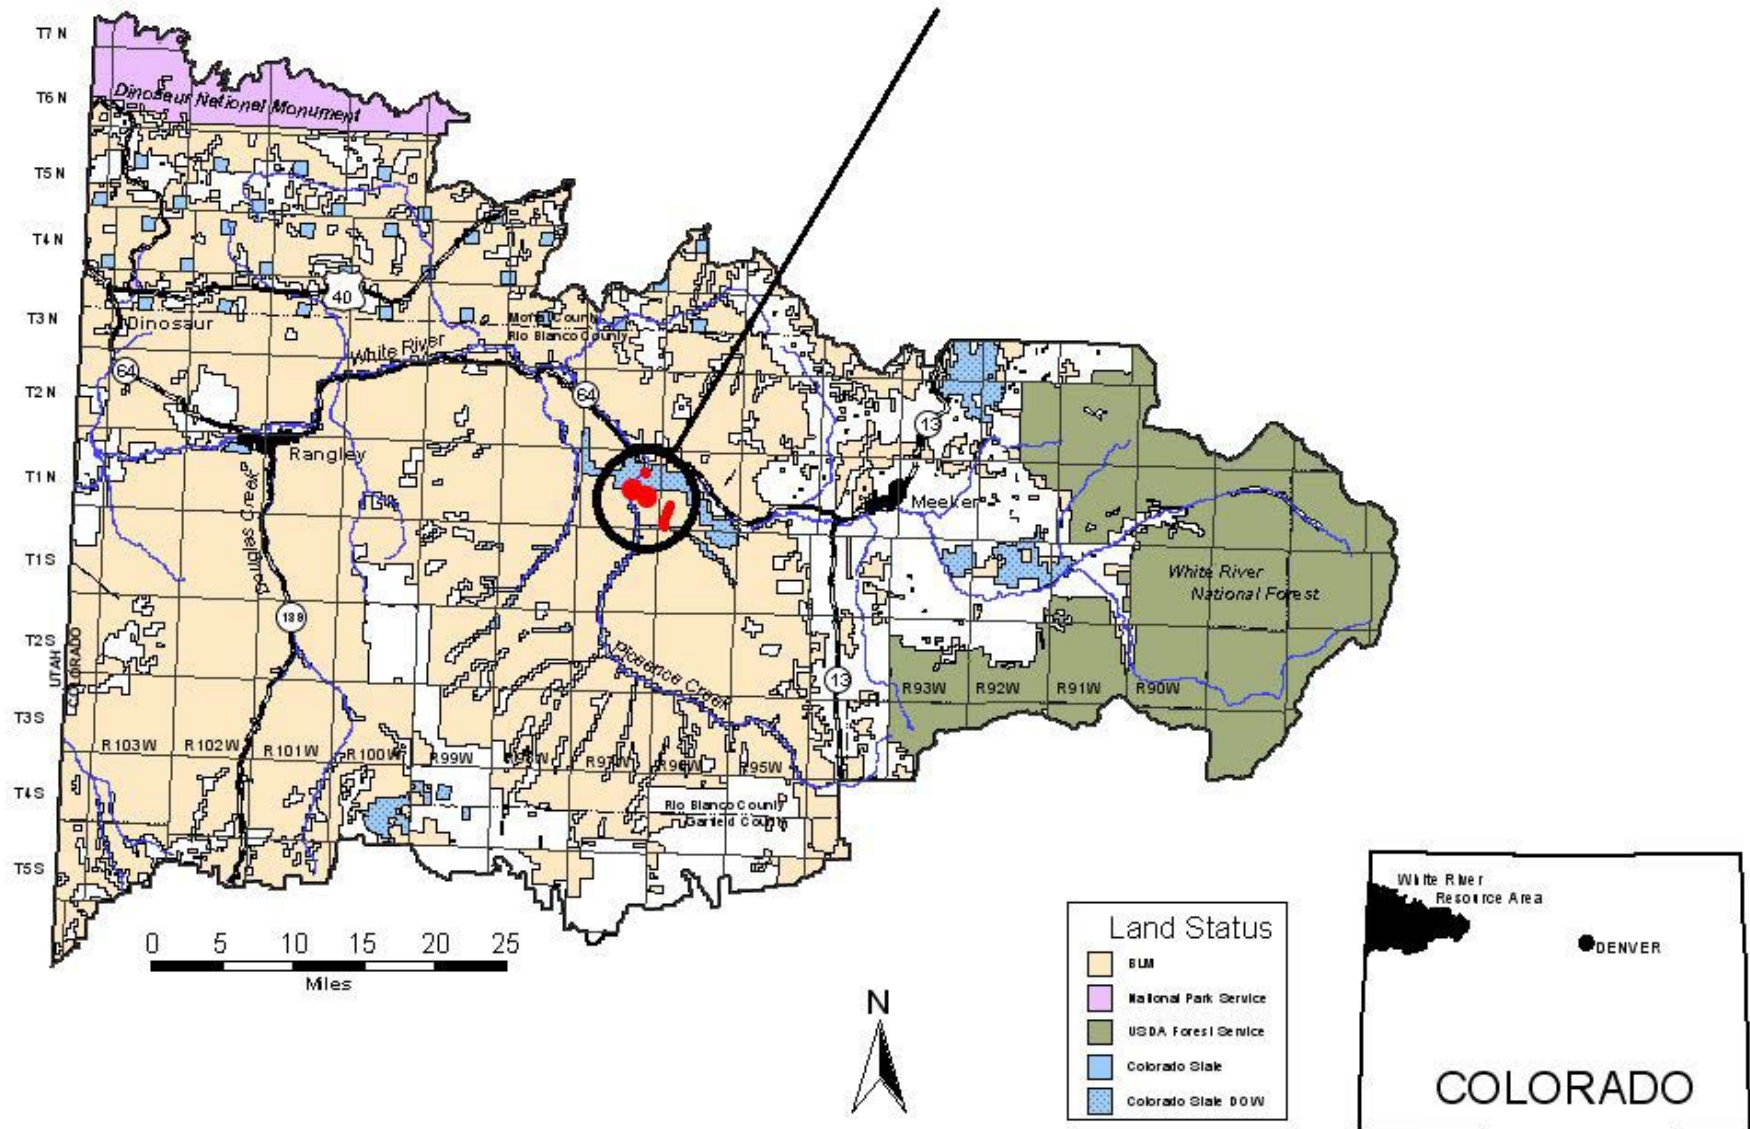 T7 N
T6 N
Dinosaur National Monument
T5 N
T4 N
40
T3 N
Dinosaur
Moffat County
Rio Blanco County
White River
64
T2 N
64
13
Rangley
T1 N
Meeker
Douglas Creek
T1S
White River
National Forest
139
T2S
UTAH
COLORADO
Piceance Creek
13
R93W R92W R91W R90W
T3S
R103W R102W R101W R100W R99W R98W R97W R96W R95W
T4S
Rio Blanco County
Garfield County
T5S
0 5 10 15 20 25
Miles
N
Land Status
BLM
National Park Service
USDA Forest Service
Colorado State
Colorado State DOW
White River
Resource Area
DENVER
COLORADO